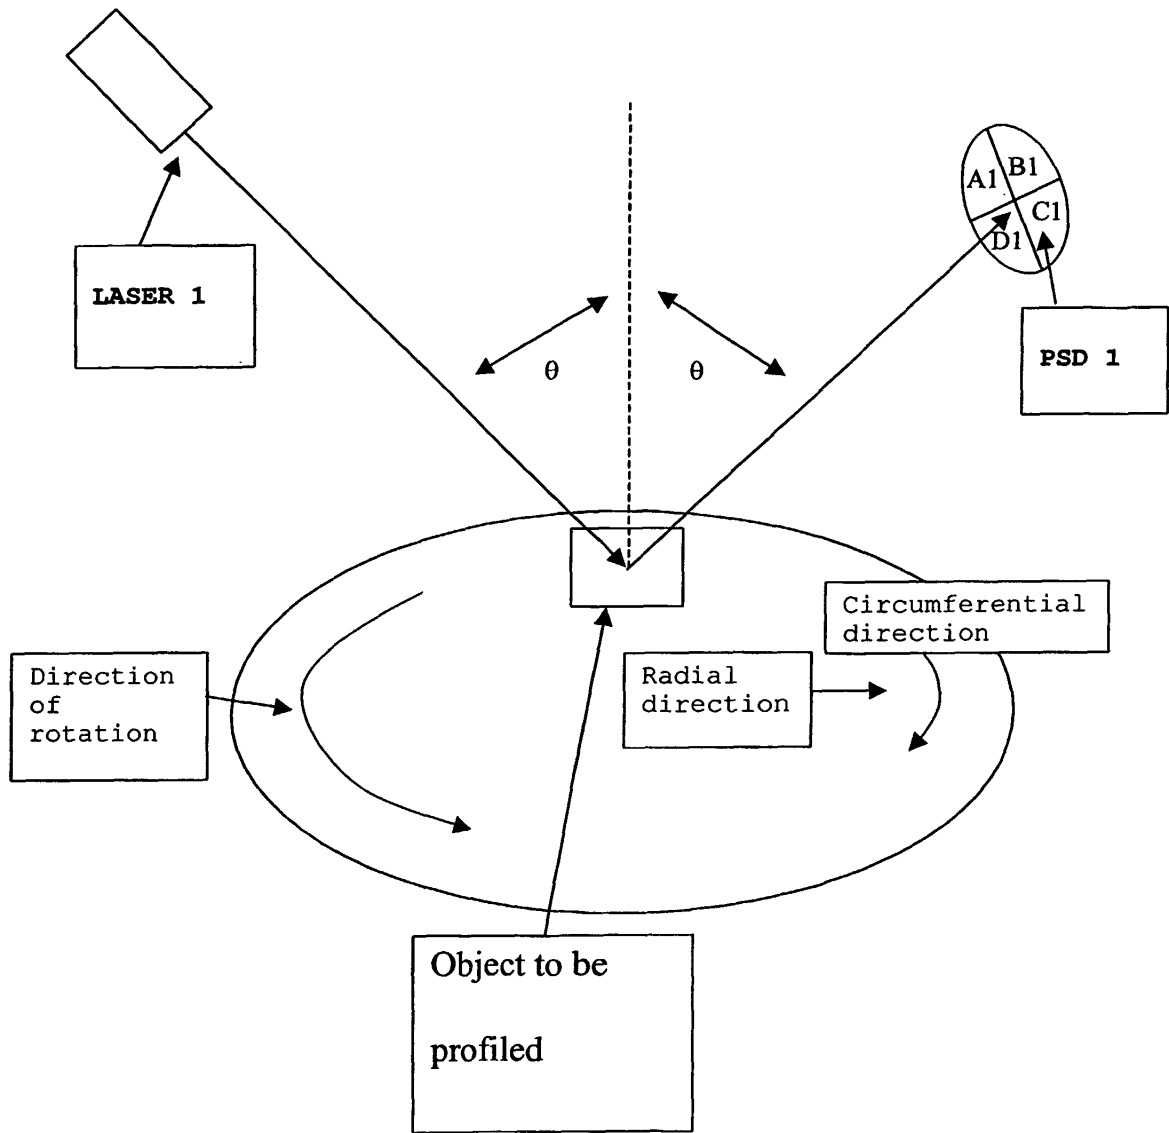 A1
B1
C1
D1
LASER 1
θ
θ
PSD 1
Circumferential
direction
Direction
of
rotation
Radial
direction
Object to be
profiled